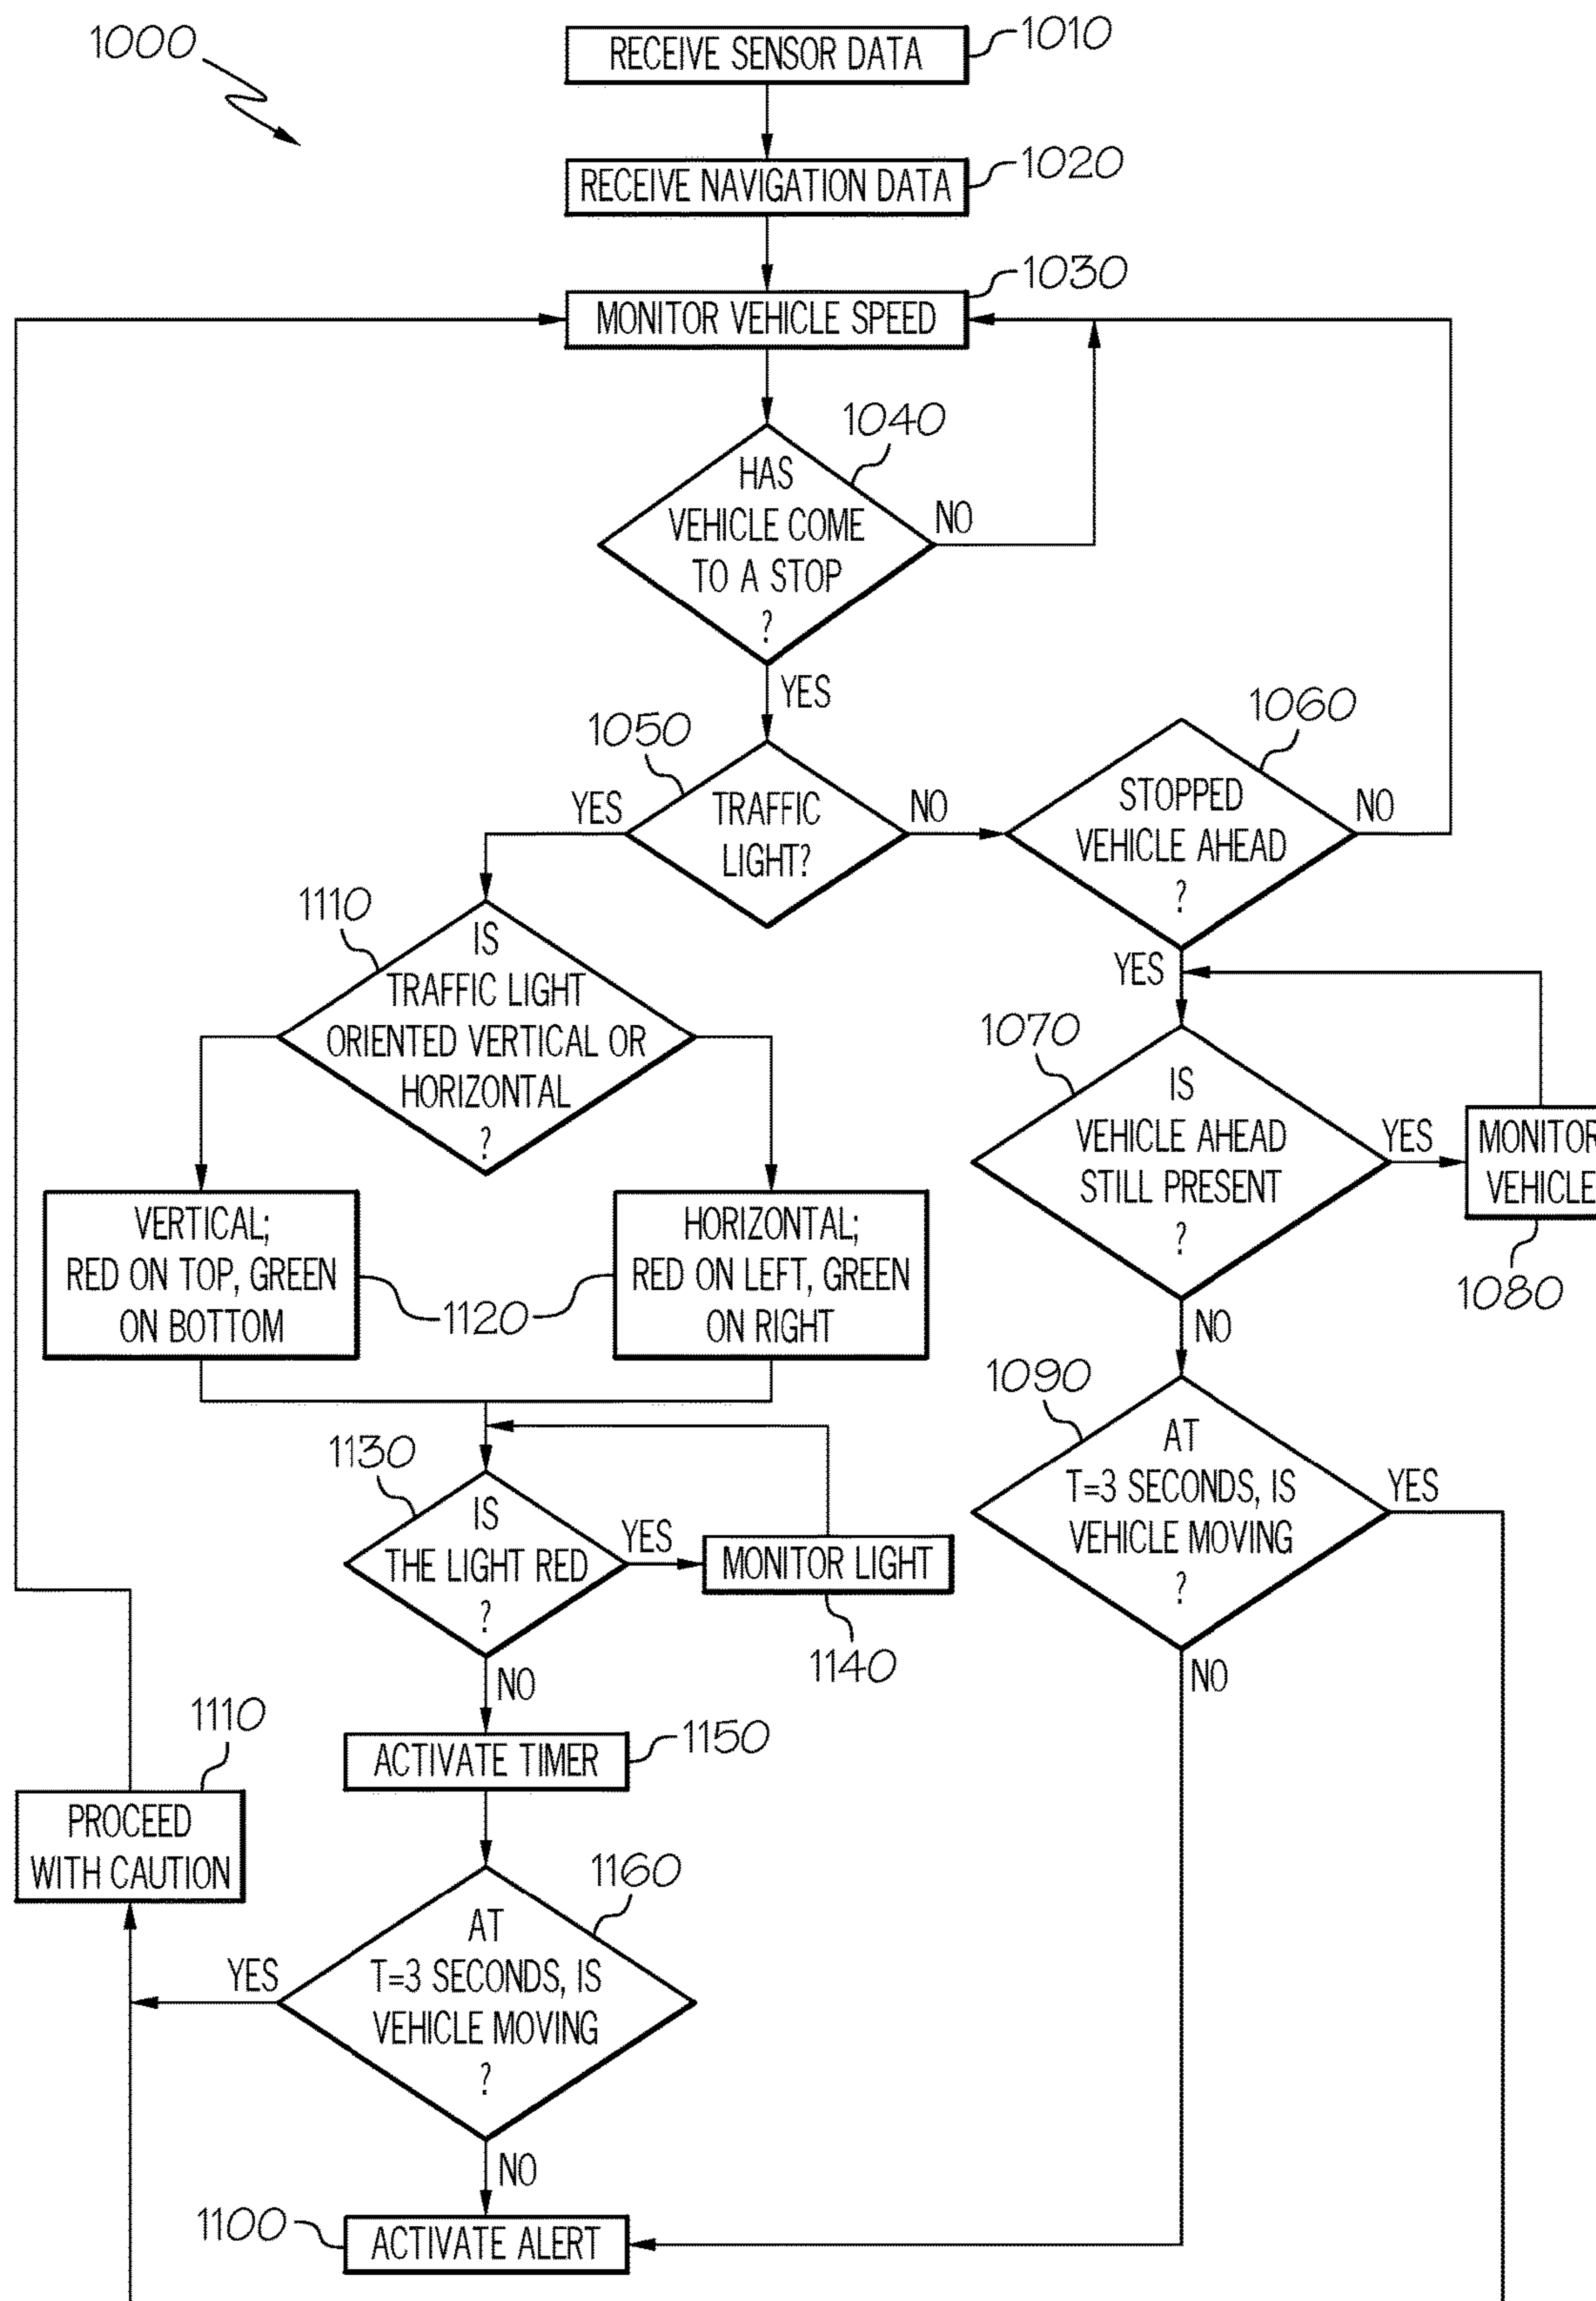 1000
RECEIVE SENSOR DATA
1010
RECEIVE NAVIGATION DATA
1020
MONITOR VEHICLE SPEED
1030
HAS
VEHICLE COME
TO A STOP
?
1040
NO
YES
1050
TRAFFIC
LIGHT?
YES
NO
1060
STOPPED
VEHICLE AHEAD
?
NO
YES
1110
IS
TRAFFIC LIGHT
ORIENTED VERTICAL OR
HORIZONTAL
?
1070
IS
VEHICLE AHEAD
STILL PRESENT
?
YES
MONITOR
VEHICLE
1080
NO
VERTICAL;
RED ON TOP, GREEN
ON BOTTOM
1120
HORIZONTAL;
RED ON LEFT, GREEN
ON RIGHT
1090
AT
T=3 SECONDS, IS
VEHICLE MOVING
?
YES
NO
1130
IS
THE LIGHT RED
?
YES
MONITOR LIGHT
1140
NO
ACTIVATE TIMER
1150
1110
PROCEED
WITH CAUTION
1160
AT
T=3 SECONDS, IS
VEHICLE MOVING
?
YES
NO
1100
ACTIVATE ALERT